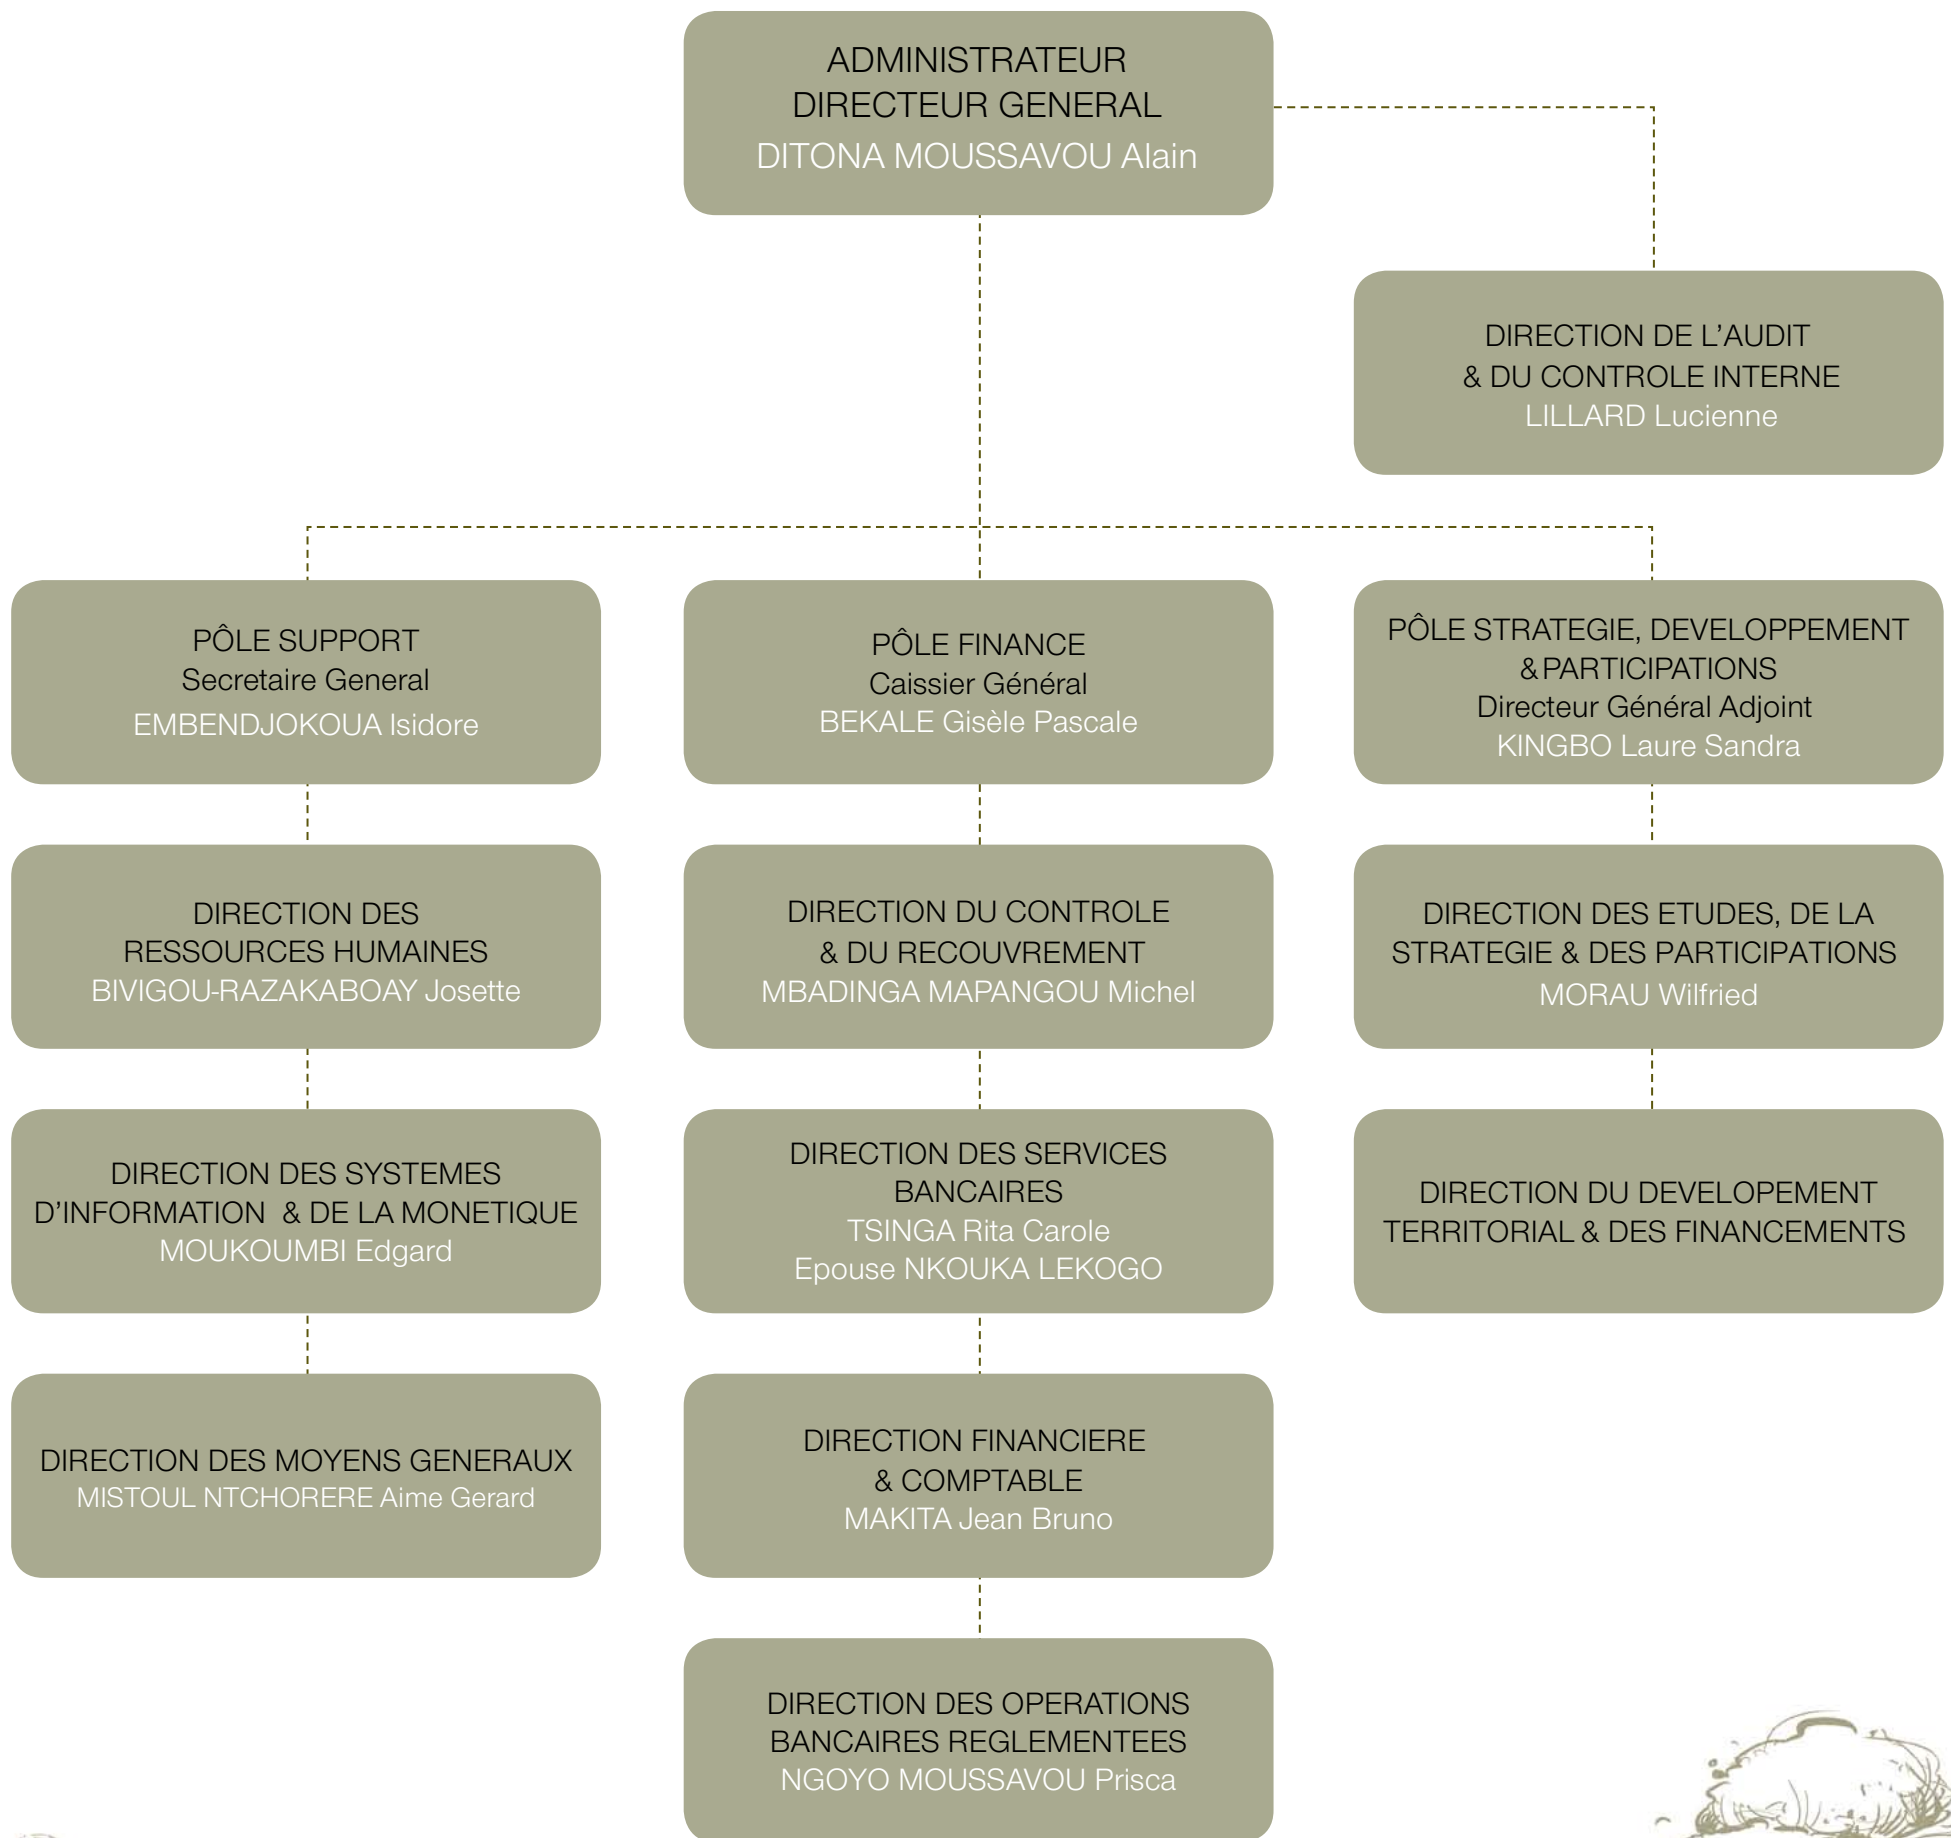 ADMINISTRATEUR
DIRECTEUR GENERAL
DITONA MOUSSAVOU Alain
DIRECTION DE L’AUDIT
& DU CONTROLE INTERNE
LILLARD Lucienne
PÔLE SUPPORT
Secretaire General
EMBENDJOKOUA Isidore
PÔLE FINANCE
Caissier Général
BEKALE Gisèle Pascale
PÔLE STRATEGIE, DEVELOPPEMENT
& PARTICIPATIONS
Directeur Général Adjoint
KINGBO Laure Sandra
DIRECTION DES
RESSOURCES HUMAINES
BIVIGOU-RAZAKABOAY Josette
DIRECTION DU CONTROLE
& DU RECOUVREMENT
MBADINGA MAPANGOU Michel
DIRECTION DES ETUDES, DE LA
STRATEGIE & DES PARTICIPATIONS
MORAU Wilfried
DIRECTION DES SYSTEMES
D’INFORMATION & DE LA MONETIQUE
MOUKOUMBI Edgard
DIRECTION DES SERVICES
BANCAIRES
TSINGA Rita Carole
Epouse NKOUKA LEKOGO
DIRECTION DU DEVELOPEMENT
TERRITORIAL & DES FINANCEMENTS
DIRECTION DES MOYENS GENERAUX
MISTOUL NTCHORERE Aime Gerard
DIRECTION FINANCIERE
& COMPTABLE
MAKITA Jean Bruno
DIRECTION DES OPERATIONS
BANCAIRES REGLEMENTEES
NGOYO MOUSSAVOU Prisca